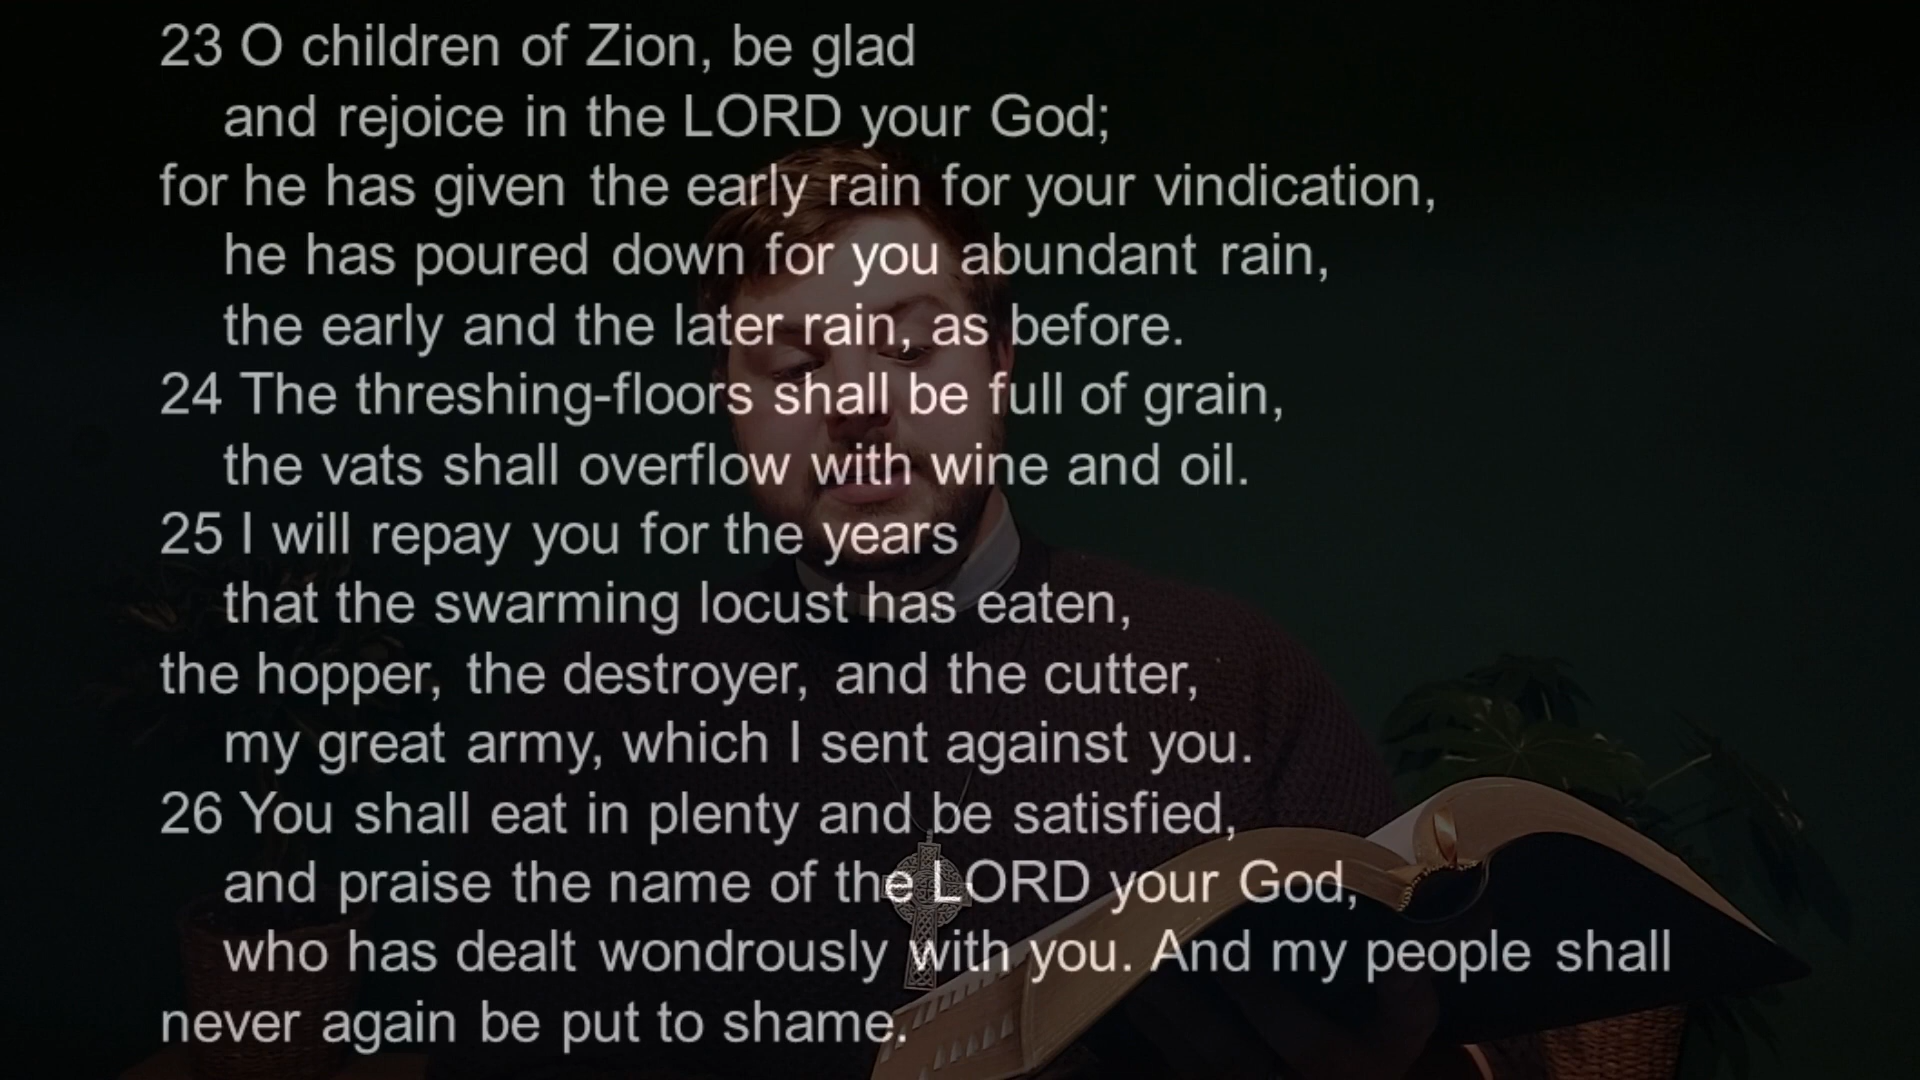 23 O children of Zion, be glad
and rejoice in the LORD your God;
for he has given the early rain for your vindication,
he has poured down for you abundant rain,
the early and the later rain, as before.
24 The threshing-floors shall be full of grain,
the vats shall overflow with wine and oil.
25 I will repay you for the years
that the swarming locust has eaten,
the hopper, the destroyer, and the cutter,
my great army, which I sent against you.
26 You shall eat in plenty and be satisfied,
and praise the name of the LORD your God,
who has dealt wondrously with you. And my people shall
never again be put to shame.